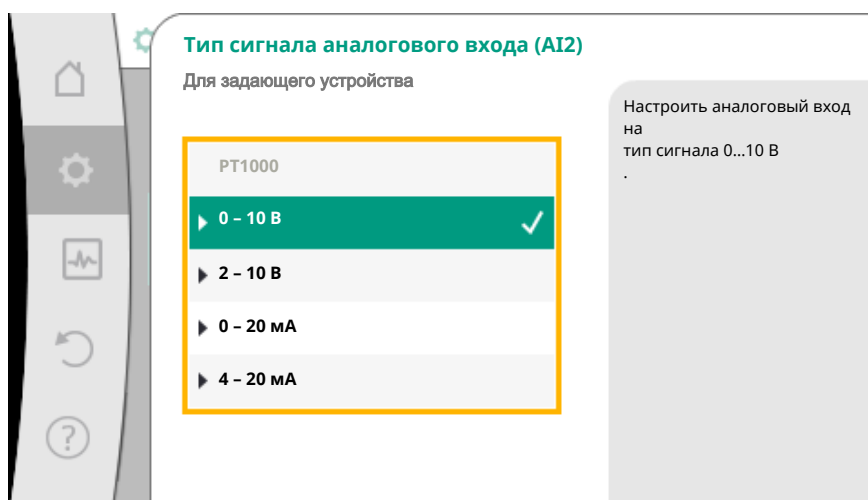 Тип сигнала аналогового входа (AI2)
Для задающего устройства
PT1000
0 – 10 В
2 – 10 В
0 – 20 мА
4 – 20 мА
Настроить аналоговый вход
на
тип сигнала 0...10 В
.
?